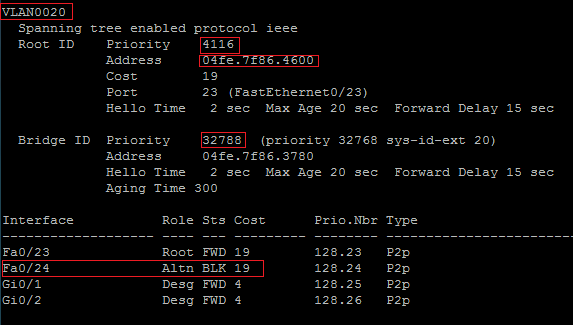 VLAN0020
Spanning tree enabled protocol ieee
Root ID Priority 4116
Address 04fe.7f86.4600
Cost 19
Port 23 (FastEthernet0/23)
Hello Time 2 sec Max Age 20 sec Forward Delay 15 sec
Bridge ID Priority 32788 (priority 32768 sys-id-ext 20)
Address 04fe.7f86.3780
Hello Time 2 sec Max Age 20 sec Forward Delay 15 sec
Aging Time 300
Interface Role Sts Cost Prio.Nbr Type
------------------- ---- --- --------- -------- --------------------------
Fa0/23 Root FWD 19 128.23 P2p
Fa0/24 Altn BLK 19 128.24 P2p
Gi0/1 Desg FWD 4 128.25 P2p
Gi0/2 Desg FWD 4 128.26 P2p